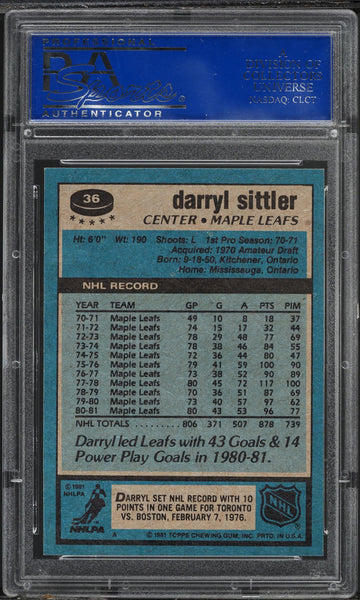 PROFESSIONAL
PSA
Sports
AUTHENTICATOR
A
DIVISION OF
COLLECTORS
UNIVERSE
NASDAQ: CLCT
36
darryl sittler
CENTER • MAPLE LEAFS
Ht: 6'0" Wt: 190 Shoots: L 1st Pro Season: 70-71
Acquired: 1970 Amateur Draft
Born: 9-18-50, Kitchener, Ontario
Home: Mississauga, Ontario
NHL RECORD
YEAR TEAM GP G A PTS PIM
70-71 Maple Leafs 49 10 8 18 37
71-72 Maple Leafs 74 15 17 32 44
72-73 Maple Leafs 78 29 48 77 69
73-74 Maple Leafs 78 38 46 84 55
74-75 Maple Leafs 72 36 44 80 47
75-76 Maple Leafs 79 41 59 100 90
76-77 Maple Leafs 73 38 52 90 89
77-78 Maple Leafs 80 45 72 117 100
78-79 Maple Leafs 70 36 51 87 69
79-80 Maple Leafs 73 40 57 97 62
80-81 Maple Leafs 80 43 53 96 77
NHL TOTALS ......... 806 371 507 878 739
Darryl led Leafs with 43 Goals & 14
Power Play Goals in 1980-81.
© 1981
NHLPA
NHLPA
DARRYL SET NHL RECORD WITH 10
POINTS IN ONE GAME FOR TORONTO
VS. BOSTON, FEBRUARY 7, 1976.
NHL
A © 1981 TOPPS CHEWING GUM, INC. PRTD. IN U.S.A.